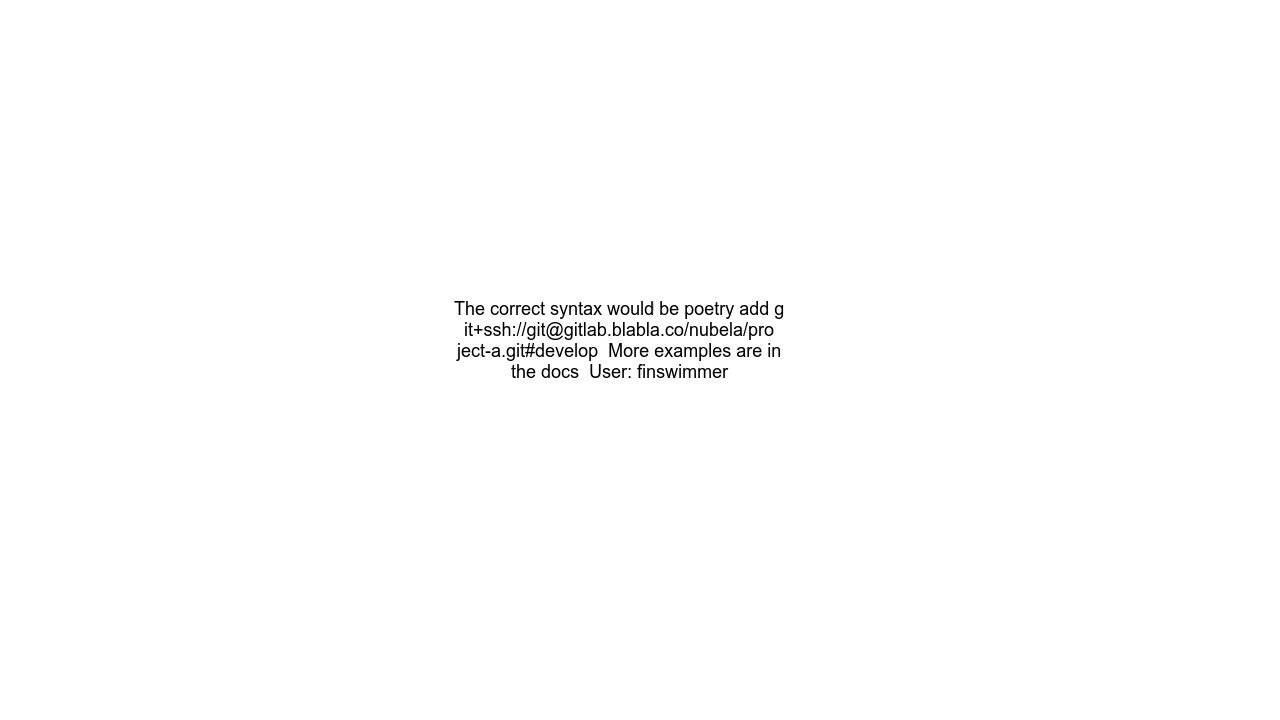 The correct syntax would be poetry add g
it+ssh://git@gitlab.blabla.co/nubela/pro
ject-a.git#develop  More examples are in
the docs  User: finswimmer